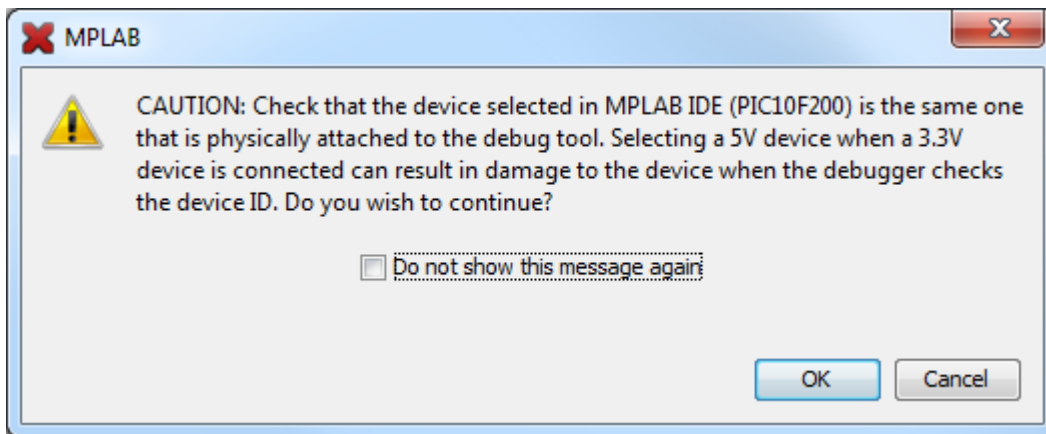 MPLAB
CAUTION: Check that the device selected in MPLAB IDE (PIC10F200) is the same one
that is physically attached to the debug tool. Selecting a 5V device when a 3.3V
device is connected can result in damage to the device when the debugger checks
the device ID. Do you wish to continue?
Do not show this message again
OK Cancel